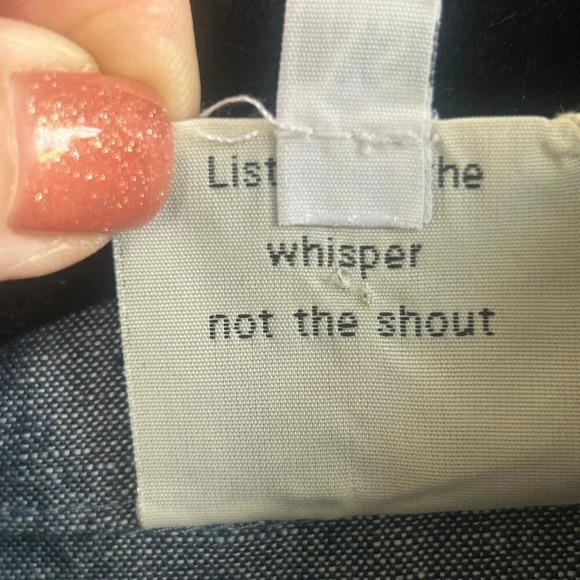 List he
whisper
not the shout